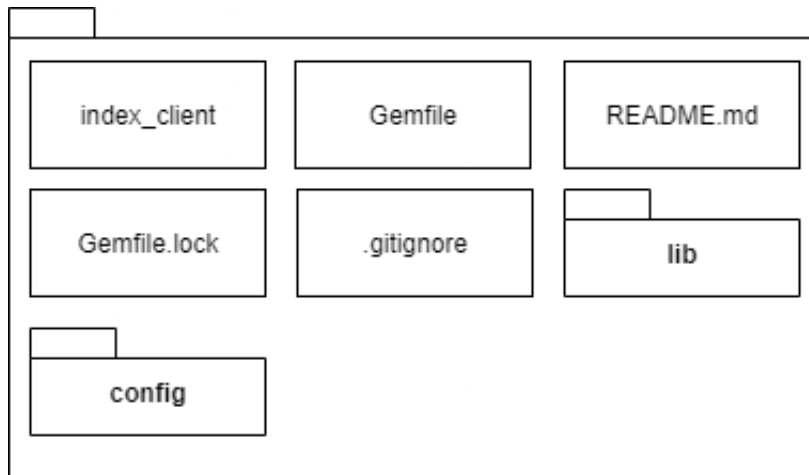 index_client
Gemfile
README.md
Gemfile.lock
.gitignore
lib
config